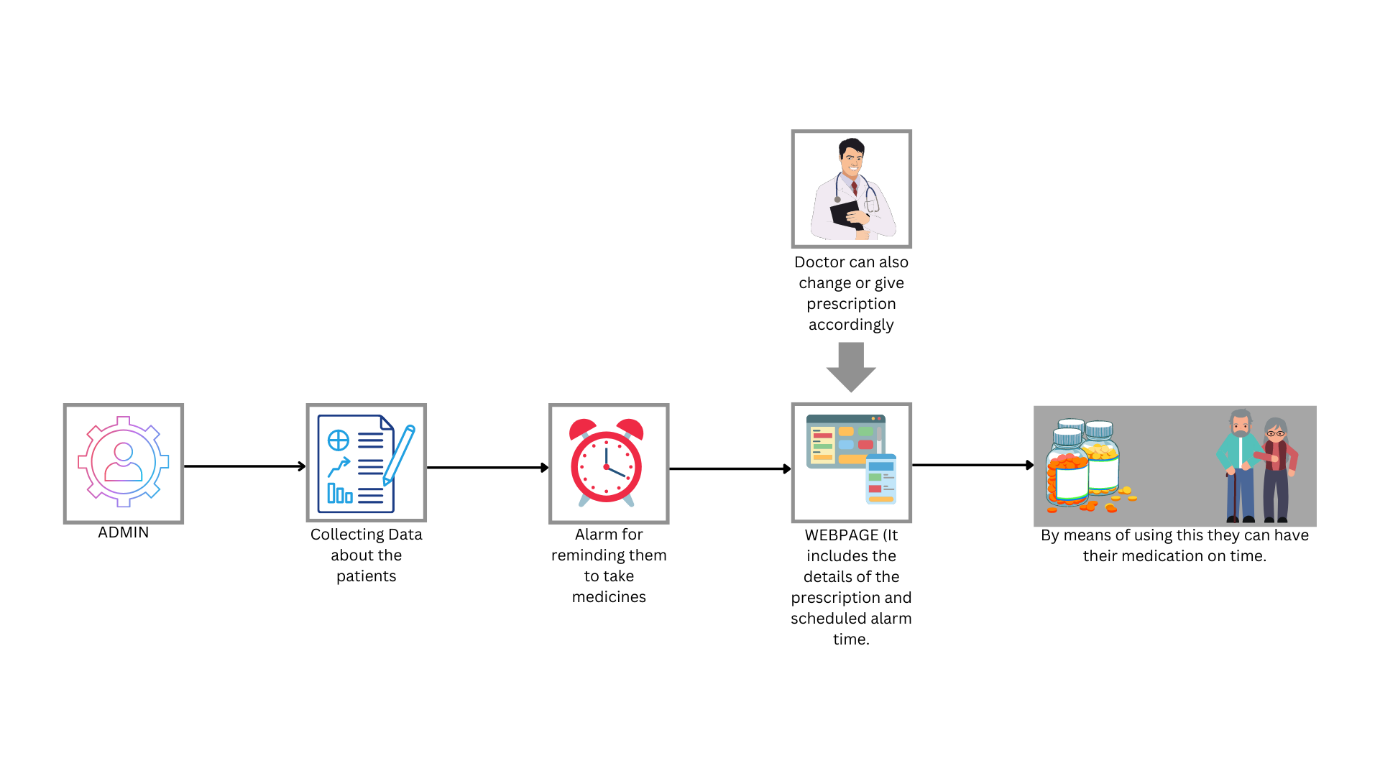 Doctor can also
change or give
prescription
accordingly
ADMIN
Collecting Data
about the
patients
Alarm for
reminding them
to take
medicines
WEBPAGE (It
includes the
details of the
prescription and
scheduled alarm
time.
By means of using this they can have
their medication on time.